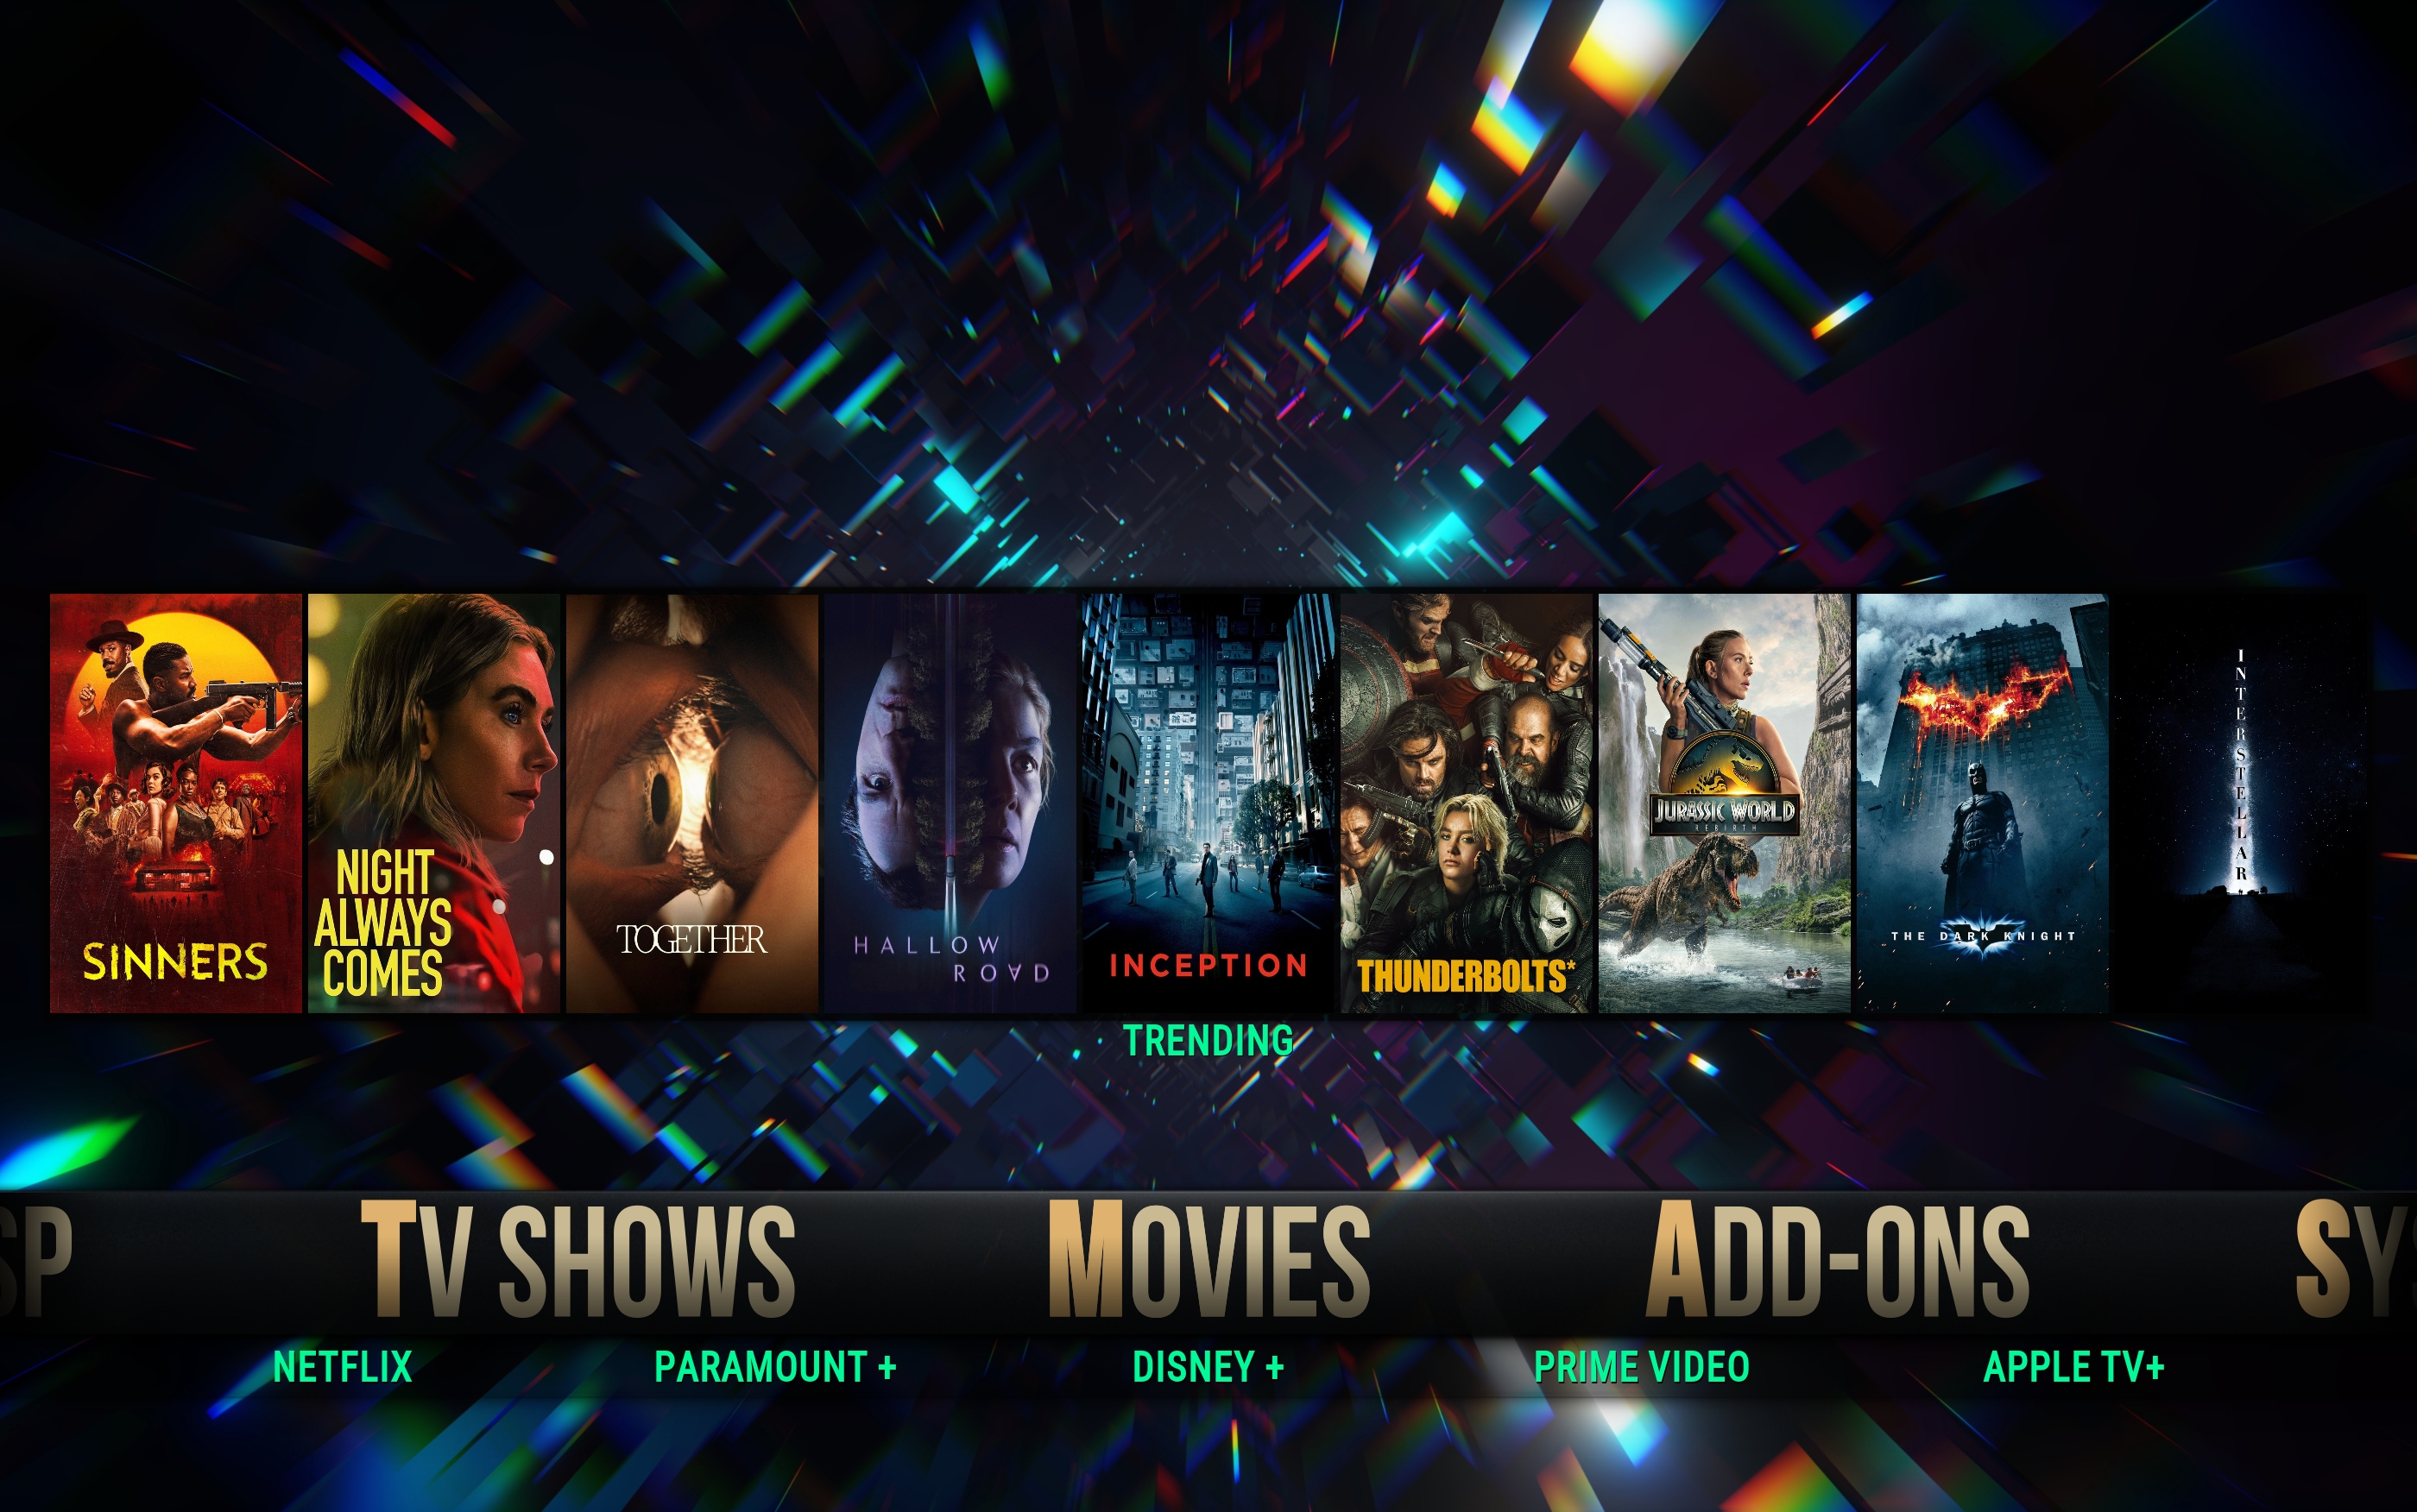 SINNERS
NIGHT
ALWAYS
COMES
TOGETHER
HALLOW
ROAD
INCEPTION
THUNDERBOLTS*
JURASSIC WORLD
REBIRTH
THE DARK KNIGHT
INTERSTELLAR
TRENDING
SP TV SHOWS MOVIES ADD-ONS SYS
NETFLIX PARAMOUNT + DISNEY + PRIME VIDEO APPLE TV+